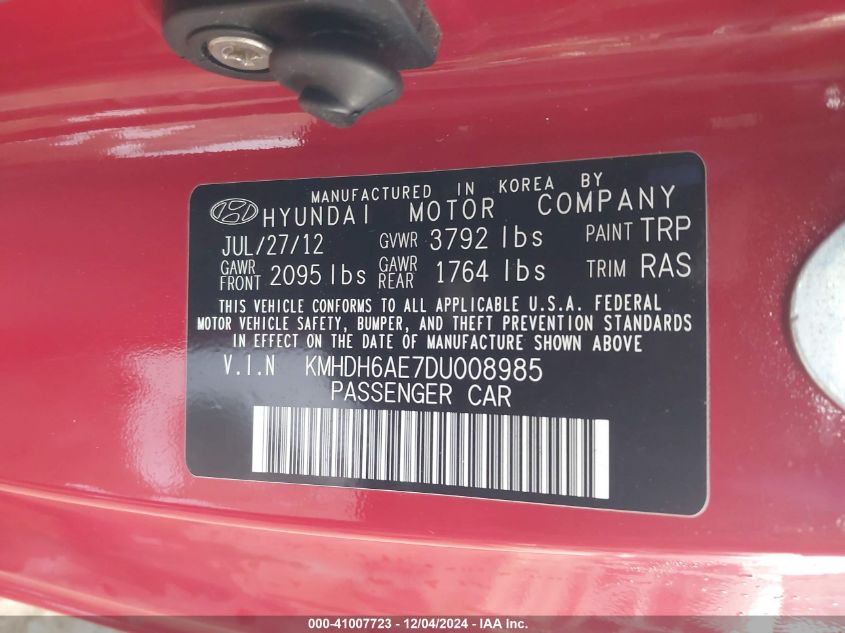 MANUFACTURED IN KOREA BY
HYUNDAI MOTOR COMPANY
JUL/27/12 GVWR 3792 lbs PAINT TRP
GAWR FRONT 2095 lbs GAWR REAR 1764 lbs TRIM RAS
THIS VEHICLE CONFORMS TO ALL APPLICABLE U.S.A. FEDERAL
MOTOR VEHICLE SAFETY, BUMPER, AND THEFT PREVENTION STANDARDS
IN EFFECT ON THE DATE OF MANUFACTURE SHOWN ABOVE
V.I.N KMHDH6AE7DU008985
PASSENGER CAR
000-41007723 - 12/04/2024 - IAA Inc.